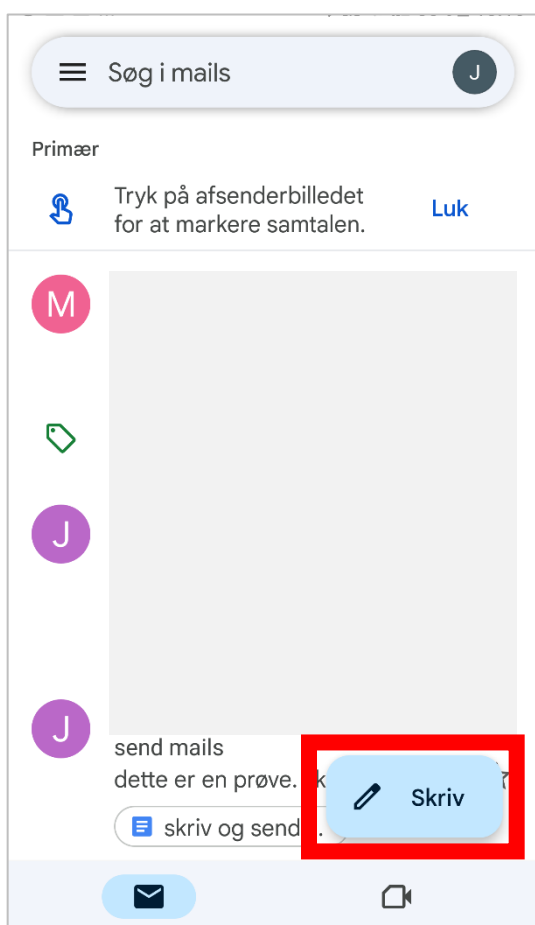 Søg i mails
J
Primær
Tryk på afsenderbilledet
for at markere samtalen.
Luk
M
J
J
send mails
dette er en prøve.
Skriv
skriv og send